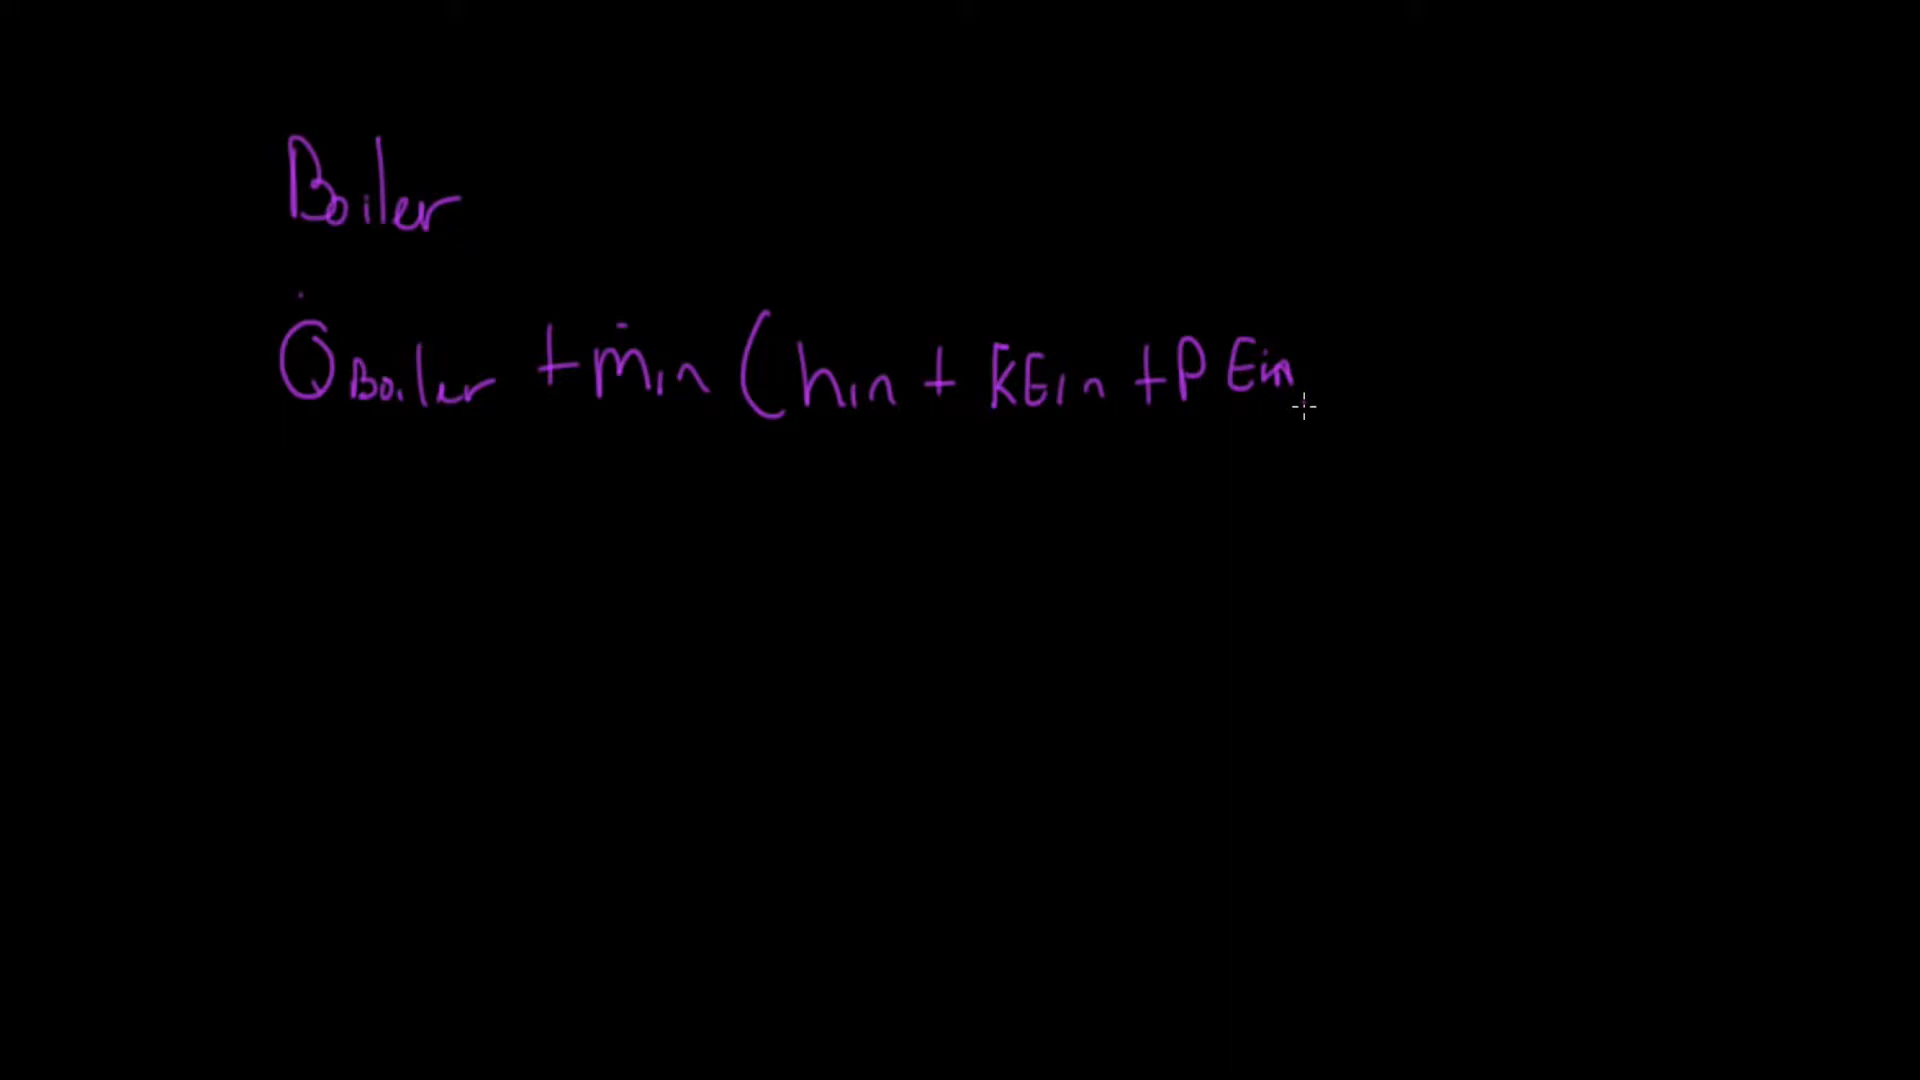 Boiler
Q̇Boiler + ṁin (hin + KEin + PEin